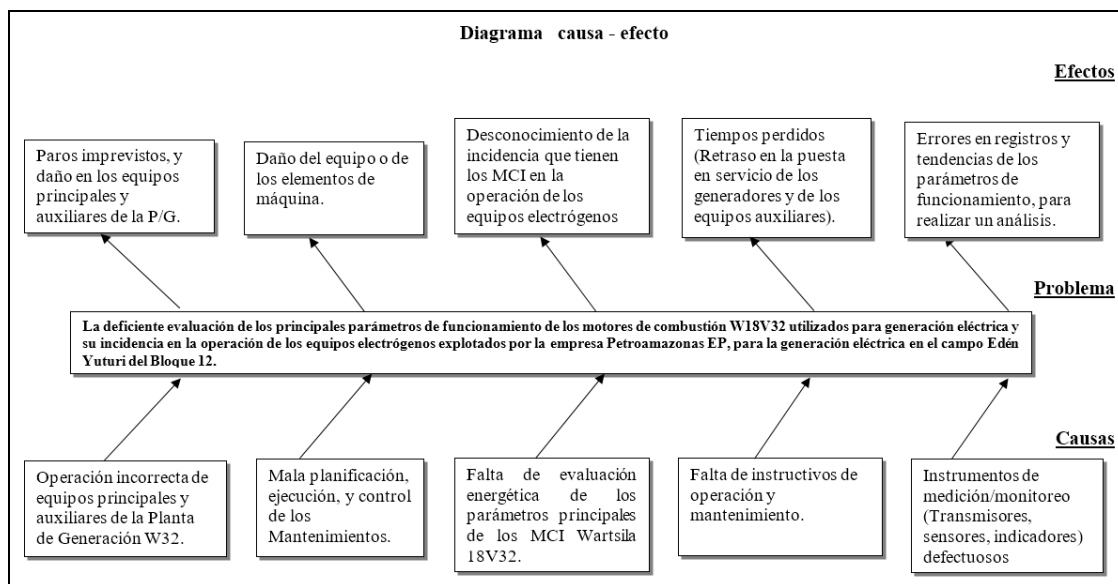 Diagrama causa - efecto
Efectos
Paros imprevistos, y
daño en los equipos
principales y
auxiliares de la P/G.
Daño del equipo o de
los elementos de
máquina.
Desconocimiento de la
incidencia que tienen
los MCI en la
operación de los
equipos electrógenos
Tiempos perdidos
(Retraso en la puesta
en servicio de los
generadores y de los
equipos auxiliares).
Errores en registros y
tendencias de los
parámetros de
funcionamiento, para
realizar un análisis.
Problema
La deficiente evaluación de los principales parámetros de funcionamiento de los motores de combustión W18V32 utilizados para generación eléctrica y
su incidencia en la operación de los equipos electrógenos explotados por la empresa Petroamazonas EP, para la generación eléctrica en el campo Edén
Yuturi del Bloque 12.
Causas
Operación incorrecta de
equipos principales y
auxiliares de la Planta
de Generación W32.
Mala planificación,
ejecución, y control
de los
Mantenimientos.
Falta de evaluación
energética de los
parámetros principales
de los MCI Wartsila
18V32.
Falta de instructivos de
operación y
mantenimiento.
Instrumentos de
medición/monitoreo
(Transmisores,
sensores, indicadores)
defectuosos